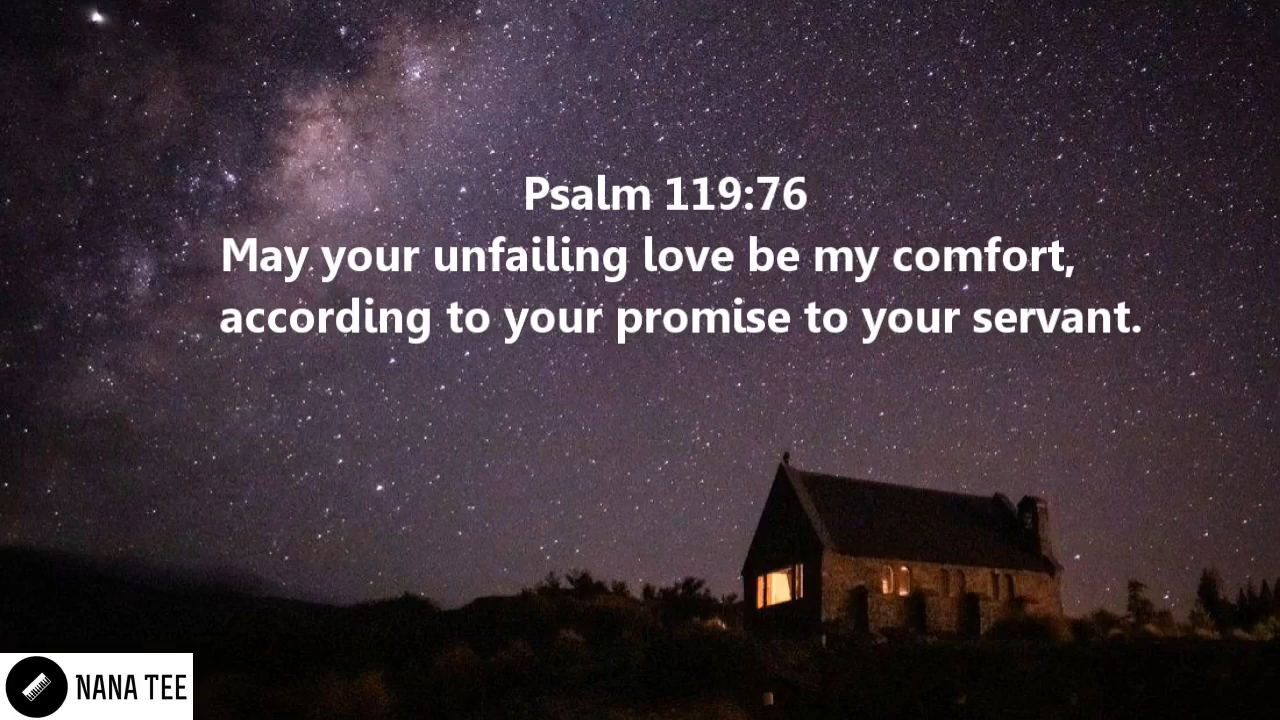 Psalm 119:76
May your unfailing love be my comfort,
according to your promise to your servant.
NANA TEE